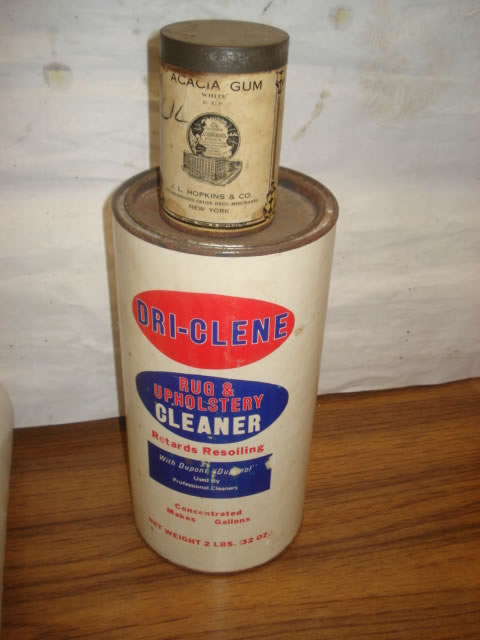 ACACIA GUM
WHITE
U.S.P.
J. L. HOPKINS & CO.
NEW YORK
DRI-CLENE
RUG &
UPHOLSTERY
CLEANER
Retards Resoiling
With Dupont "Duponol"
Used By
Professional Cleaners
Concentrated
Makes Gallons
NET WEIGHT 2 LBS. (32 OZ.)